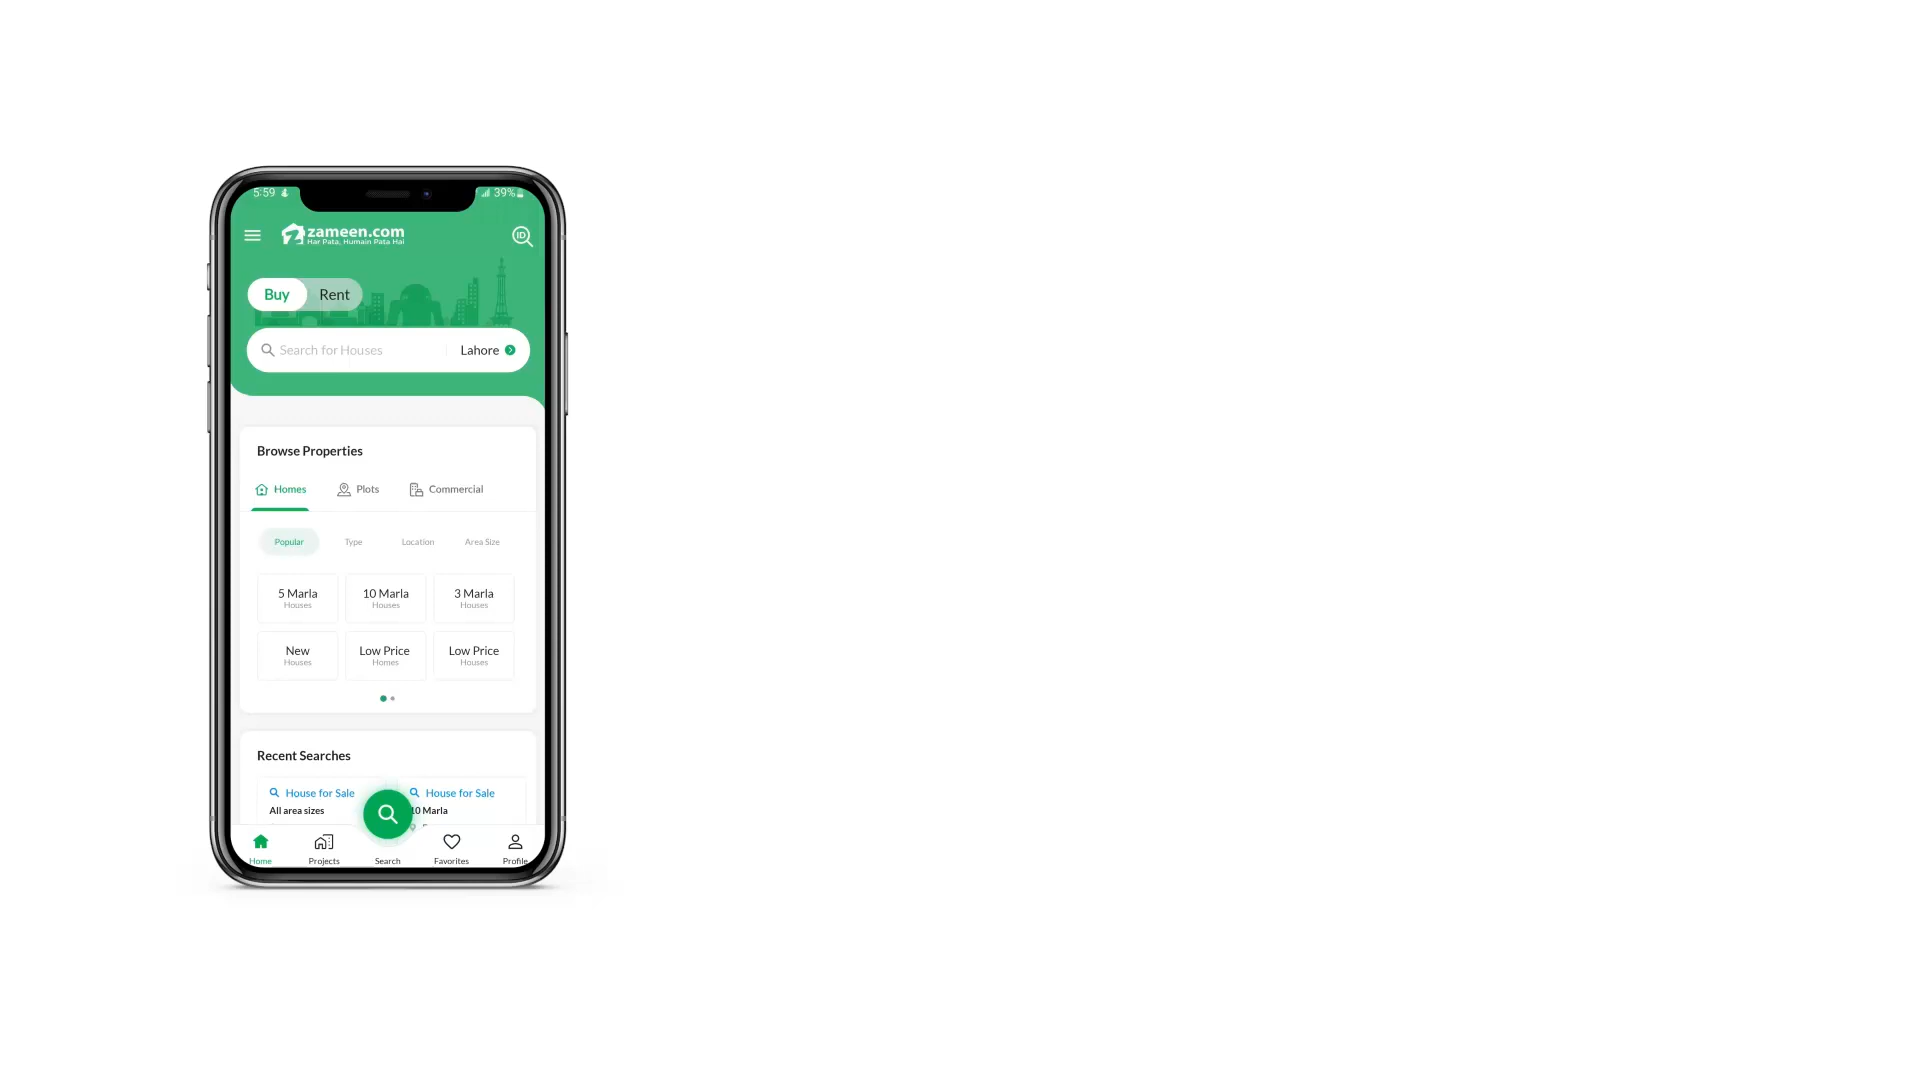 5:59
39%
zameen.com
Har Pata, Humain Pata Hai
ID
Buy
Rent
Search for Houses
Lahore
Browse Properties
Homes
Plots
Commercial
Popular
Type
Location
Area Size
5 Marla
Houses
10 Marla
Houses
3 Marla
Houses
New
Houses
Low Price
Homes
Low Price
Houses
Recent Searches
House for Sale
All area sizes
House for Sale
10 Marla
Home
Projects
Search
Favorites
Profile